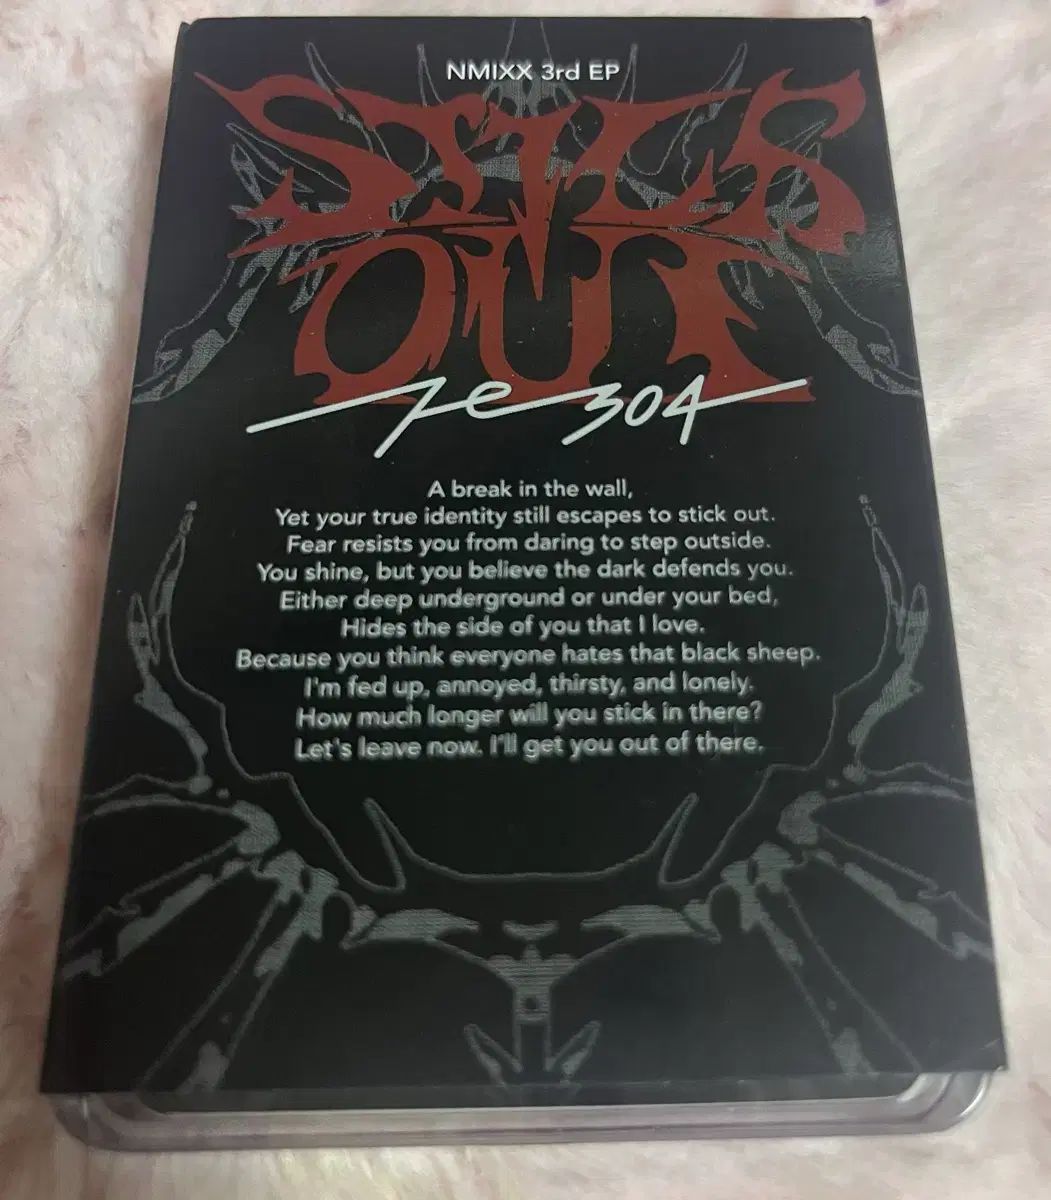 NMIXX 3rd EP
STICK
OUT
Fe304
A break in the wall,
Yet your true identity still escapes to stick out.
Fear resists you from daring to step outside.
You shine, but you believe the dark defends you.
Either deep underground or under your bed,
Hides the side of you that I love.
Because you think everyone hates that black sheep.
I'm fed up, annoyed, thirsty, and lonely.
How much longer will you stick in there?
Let's leave now. I'll get you out of there.